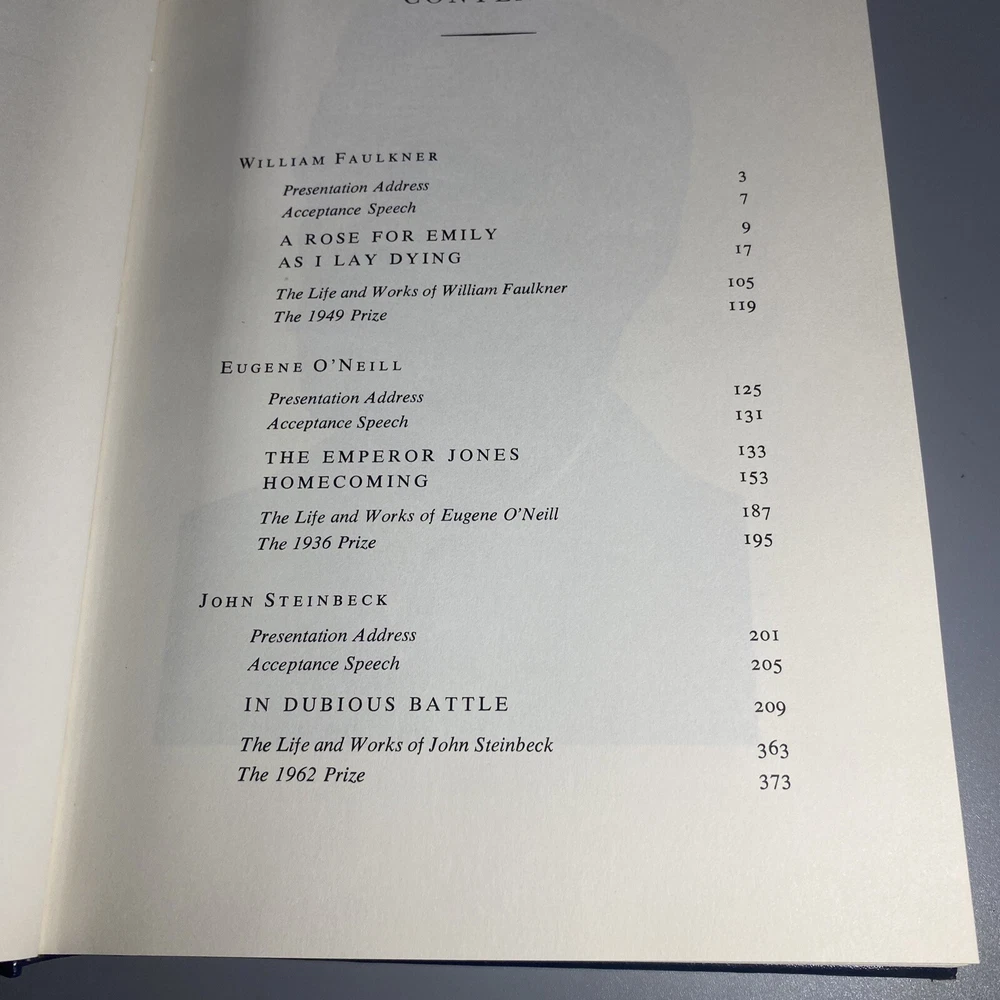 WILLIAM FAULKNER
Presentation Address 3
Acceptance Speech 7
A ROSE FOR EMILY 9
AS I LAY DYING 17
The Life and Works of William Faulkner 105
The 1949 Prize 119
EUGENE O'NEILL
Presentation Address 125
Acceptance Speech 131
THE EMPEROR JONES 133
HOMECOMING 153
The Life and Works of Eugene O'Neill 187
The 1936 Prize 195
JOHN STEINBECK
Presentation Address 201
Acceptance Speech 205
IN DUBIOUS BATTLE 209
The Life and Works of John Steinbeck 363
The 1962 Prize 373